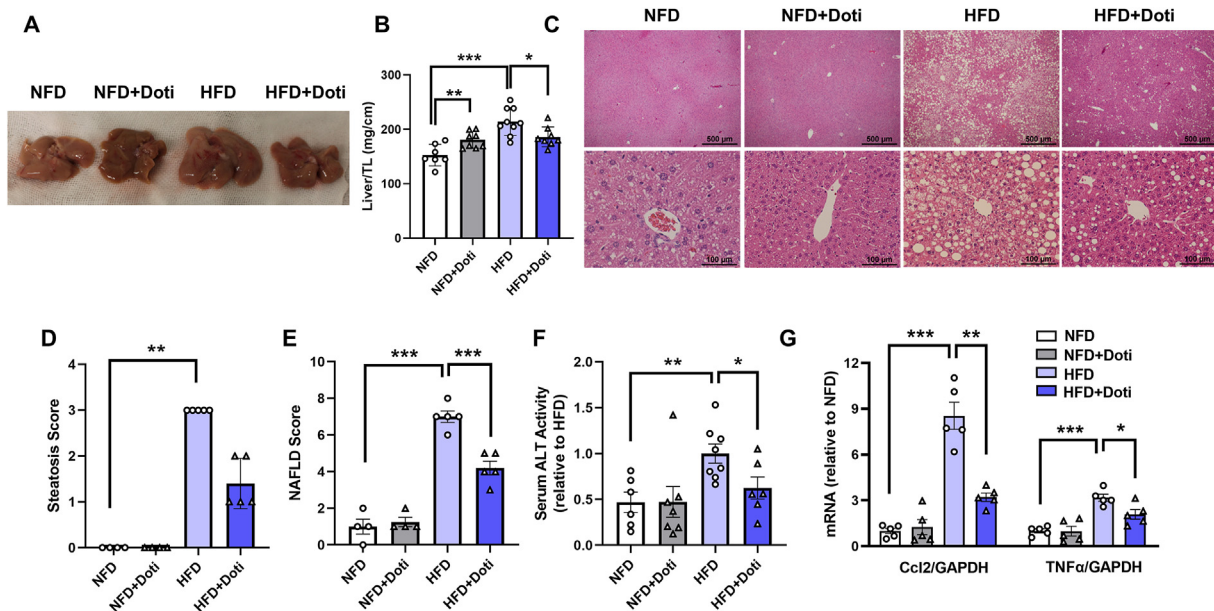 A
NFD NFD+Doti HFD HFD+Doti
B
Liver/TL (mg/cm)
300
200
100
0
*** *
**
NFD NFD+Doti HFD HFD+Doti
C
NFD NFD+Doti HFD HFD+Doti
500 µm 500 µm 500 µm 500 µm
100 µm 100 µm 100 µm 100 µm
D
Steatosis Score
4
3
2
1
0
**
NFD NFD+Doti HFD HFD+Doti
E
NAFLD Score
10
8
6
4
2
0
*** ***
NFD NFD+Doti HFD HFD+Doti
F
Serum ALT Activity
(relative to HFD)
2.0
1.5
1.0
0.5
0.0
** *
NFD NFD+Doti HFD HFD+Doti
G
mRNA (relative to NFD)
12
9
6
3
0
*** **
*** *
NFD
NFD+Doti
HFD
HFD+Doti
Ccl2/GAPDH TNFα/GAPDH